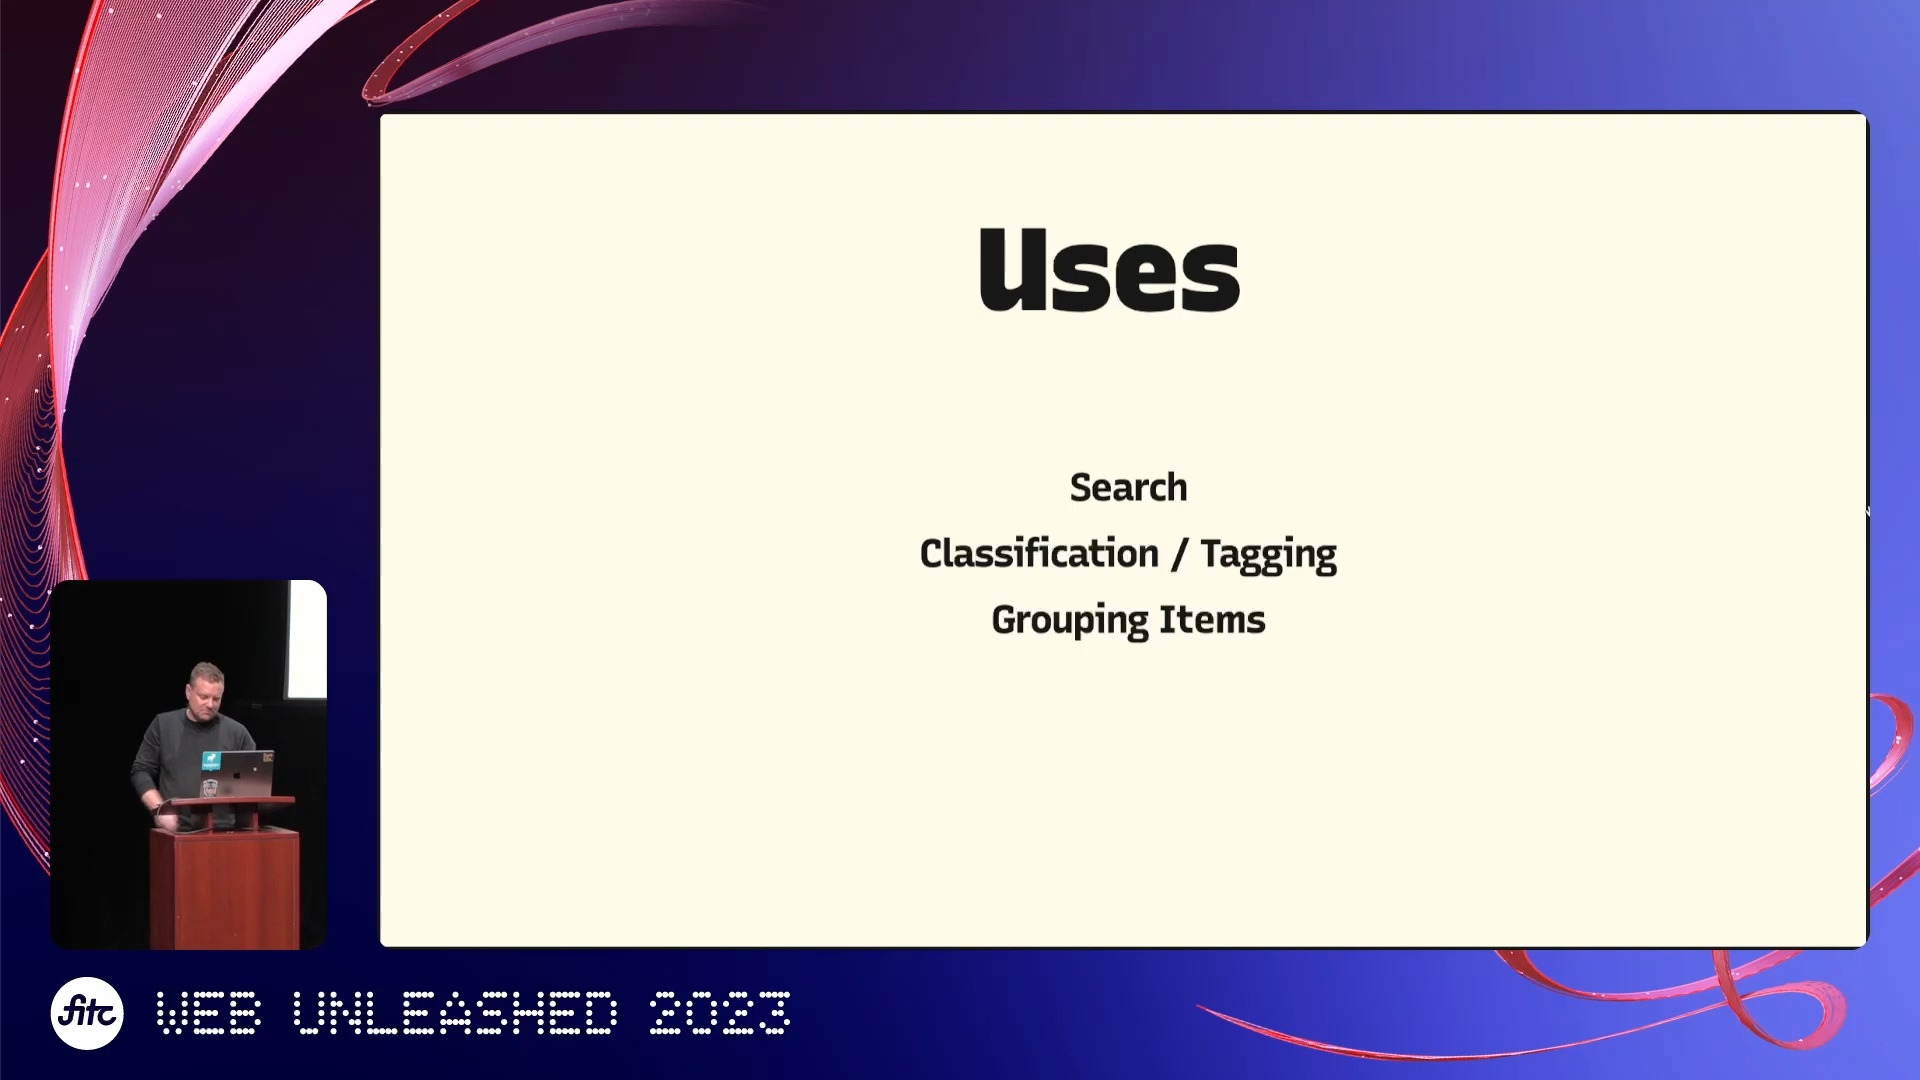 Uses
Search
Classification / Tagging
Grouping Items
fitc WEB UNLEASHED 2023